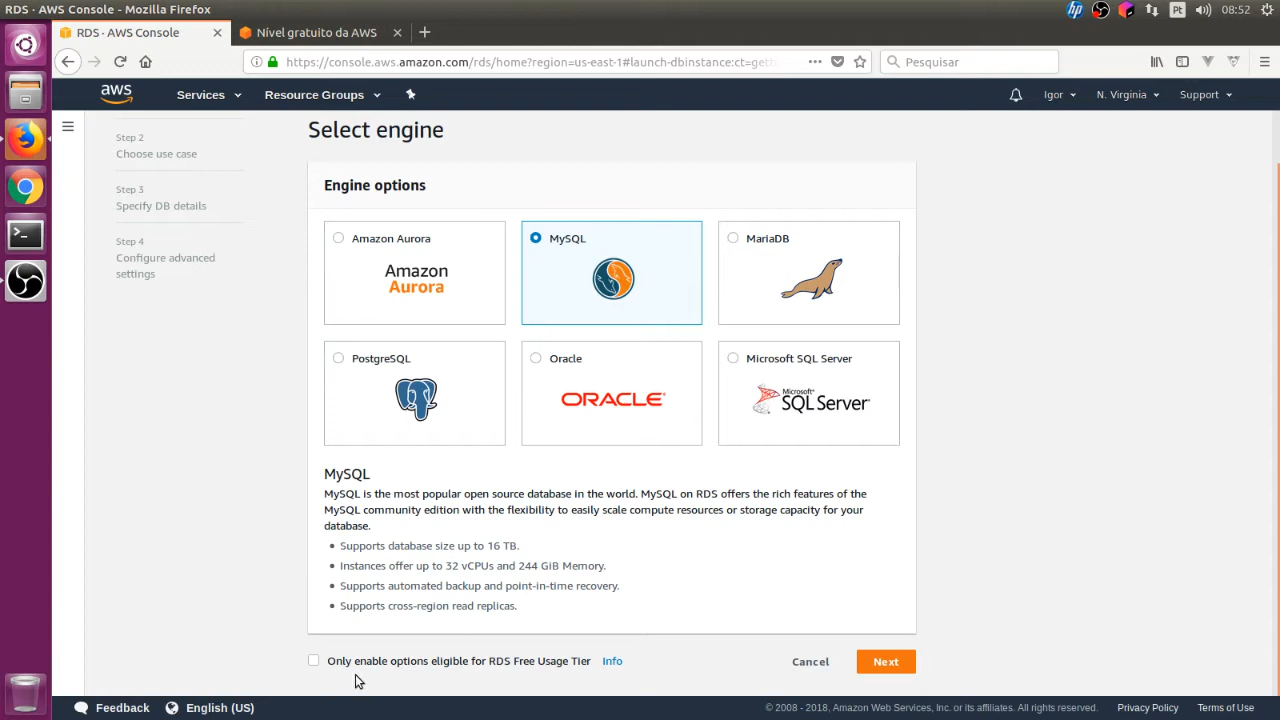 RDS - AWS Console - Mozilla Firefox
Pt
08:52
RDS · AWS Console
Nível gratuito da AWS
https://console.aws.amazon.com/rds/home?region=us-east-1#launch-dbinstance:ct=gett
Pesquisar
aws
Services
Resource Groups
Igor
N. Virginia
Support
Step 2
Choose use case
Step 3
Specify DB details
Step 4
Configure advanced
settings
Select engine
Engine options
Amazon Aurora
Amazon
Aurora
MySQL
MariaDB
PostgreSQL
Oracle
ORACLE
Microsoft SQL Server
Microsoft
SQL Server
MySQL
MySQL is the most popular open source database in the world. MySQL on RDS offers the rich features of the
MySQL community edition with the flexibility to easily scale compute resources or storage capacity for your
database.
• Supports database size up to 16 TB.
• Instances offer up to 32 vCPUs and 244 GiB Memory.
• Supports automated backup and point-in-time recovery.
• Supports cross-region read replicas.
Only enable options eligible for RDS Free Usage Tier
Info
Cancel
Next
Feedback
English (US)
© 2008 - 2018, Amazon Web Services, Inc. or its affiliates. All rights reserved.
Privacy Policy
Terms of Use